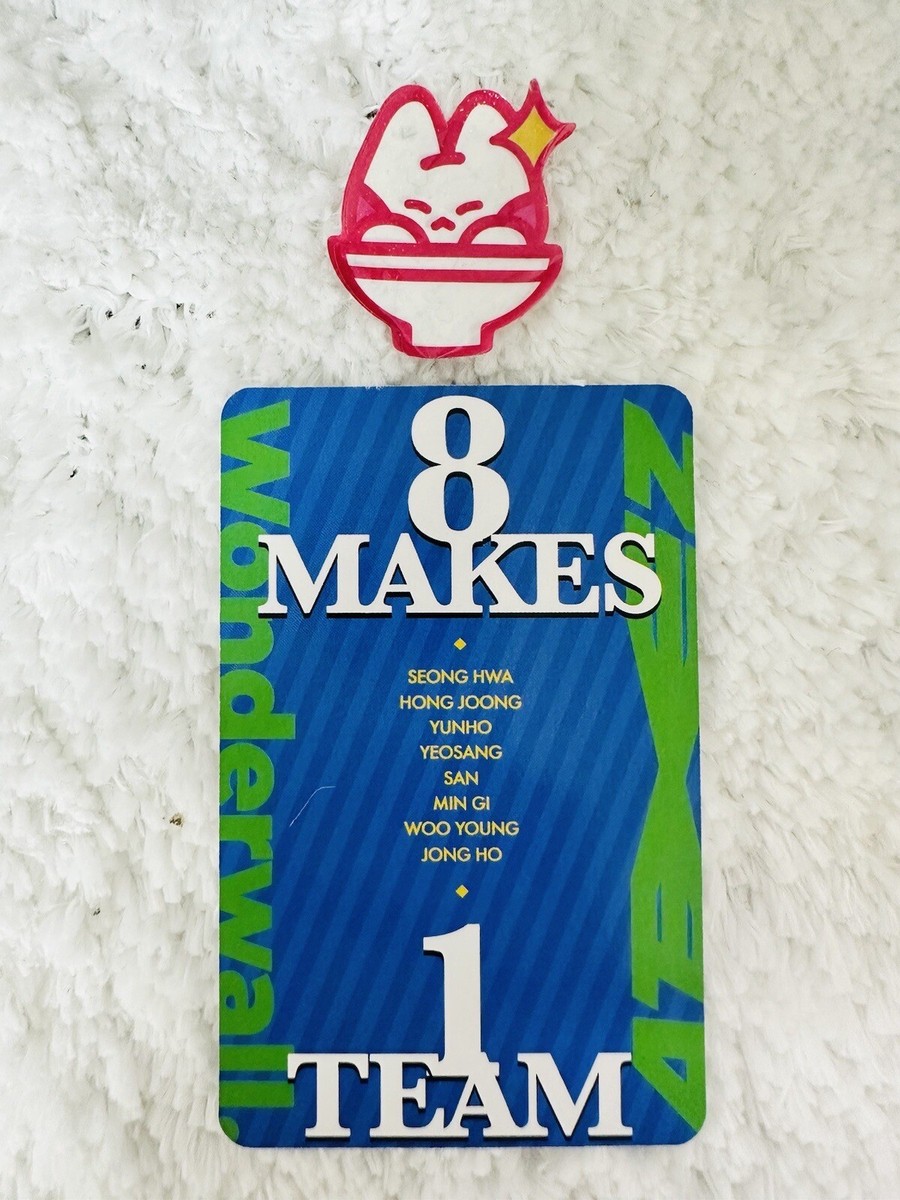 8
MAKES
SEONG HWA
HONG JOONG
YUNHO
YEOSANG
SAN
MIN GI
WOO YOUNG
JONG HO
1
TEAM
Wonderwall.
ATEEZ